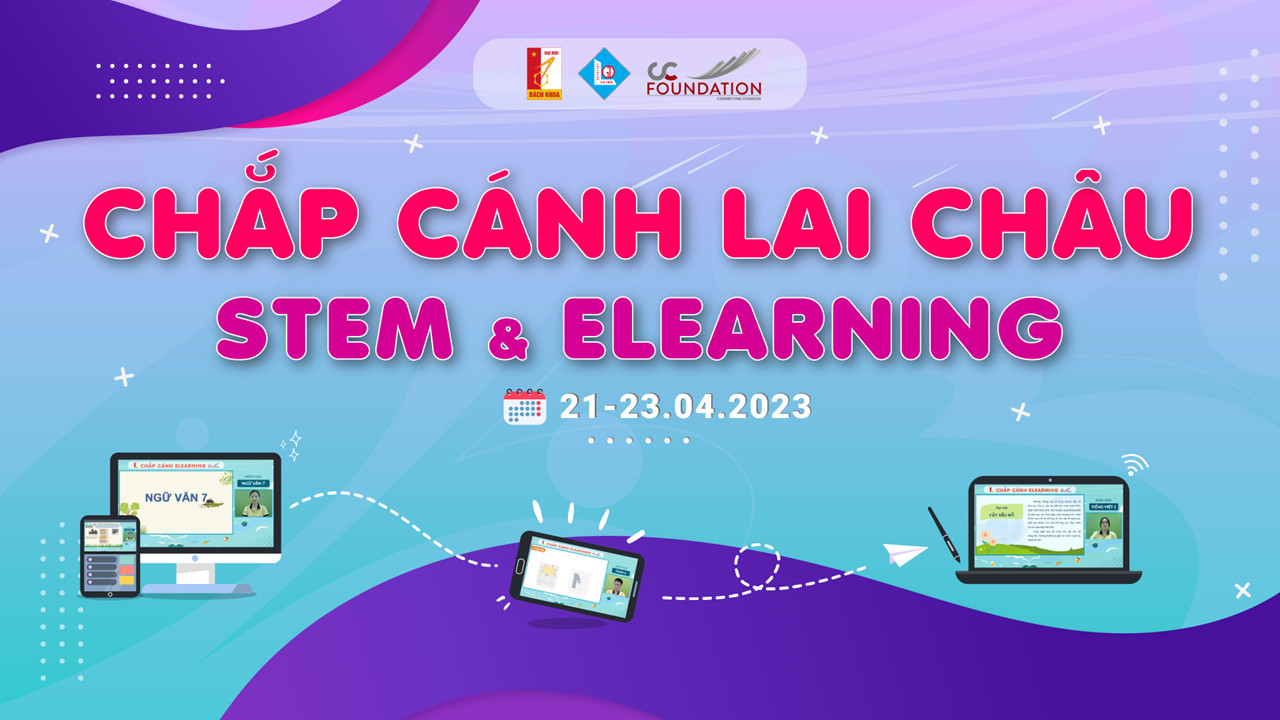 ĐẠI HỌC
BÁCH KHOA
CC
FOUNDATION
CONNECTING CHANCES
CHẮP CÁNH LAI CHÂU
STEM & ELEARNING
21-23.04.2023
CHẮP CÁNH ELEARNING
NGỮ VĂN 7
NGỮ VĂN 7
CHẮP CÁNH ELEARNING
CHẮP CÁNH ELEARNING
TIẾNG VIỆT 2